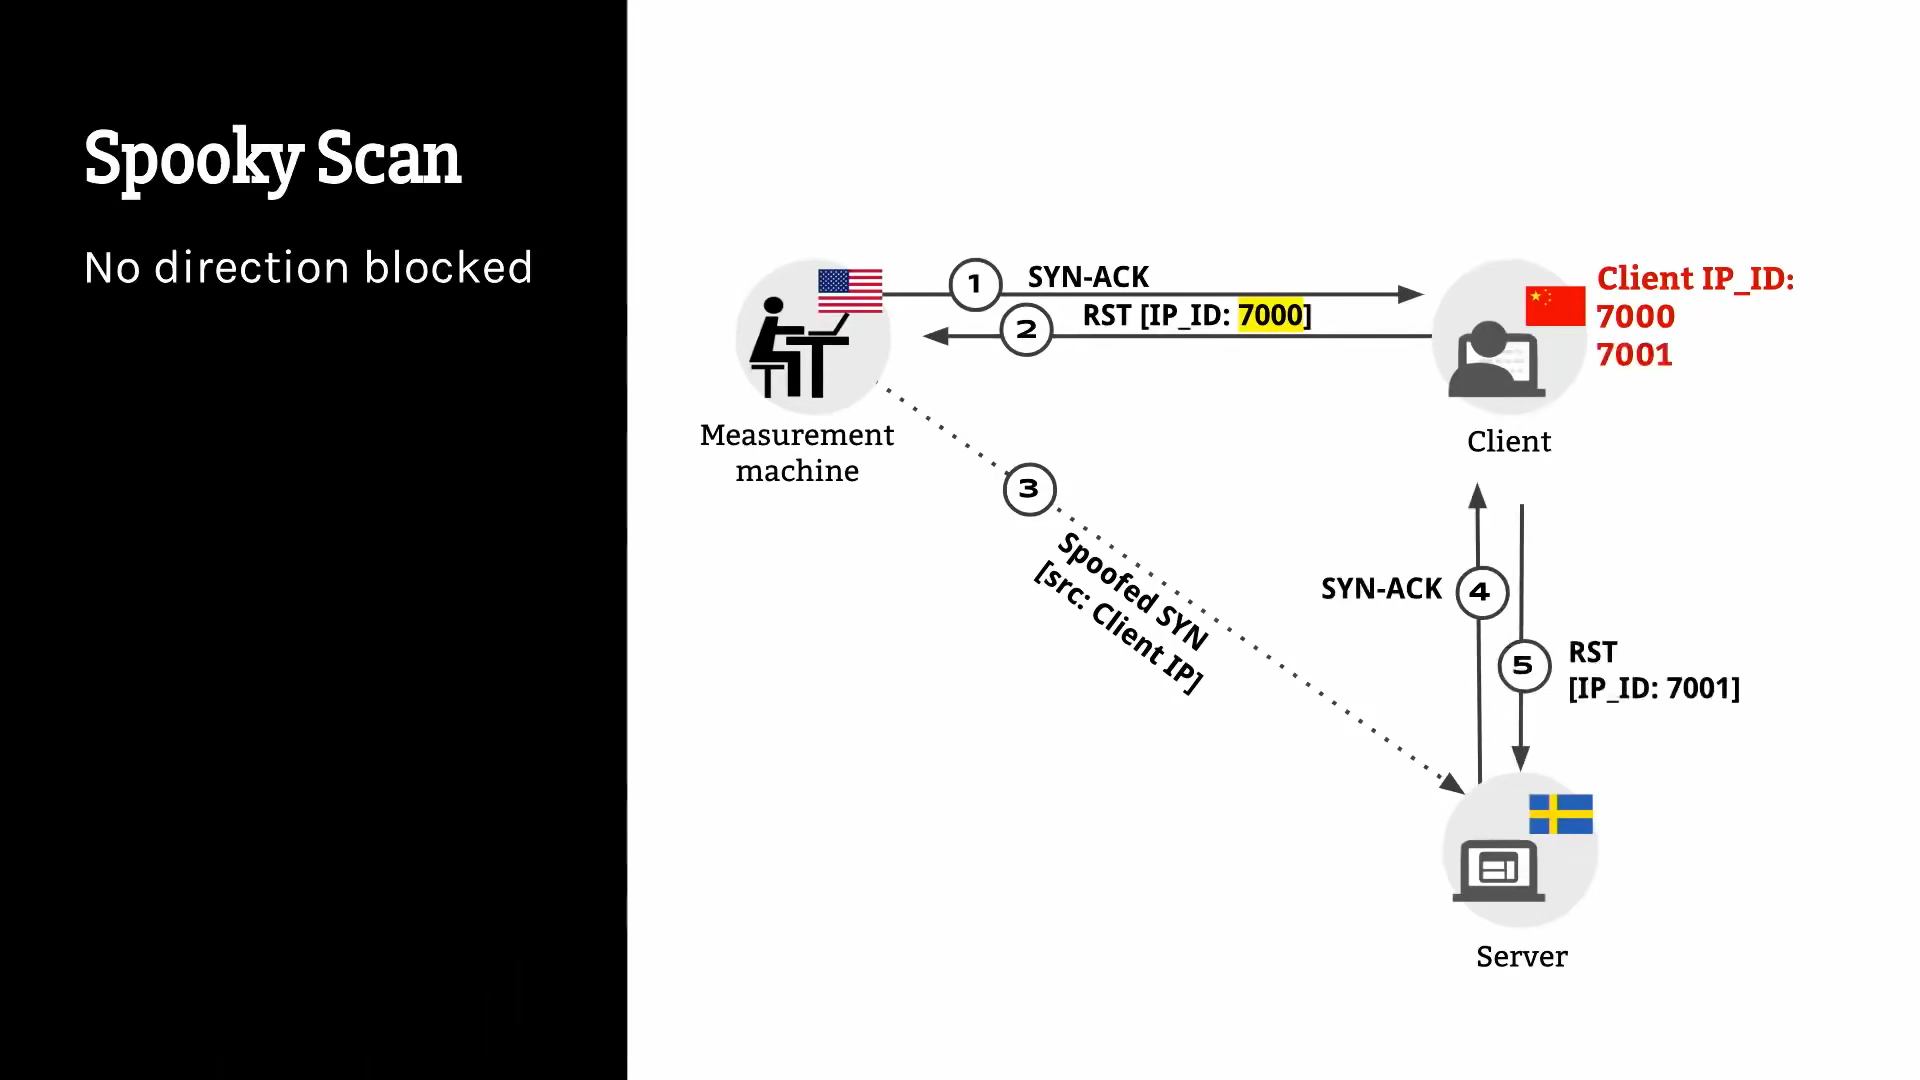 Spooky Scan
No direction blocked
1
SYN-ACK
2
RST [IP_ID: 7000]
Client IP_ID:
7000
7001
Measurement
machine
Client
3
Spoofed SYN
[src: Client IP]
SYN-ACK
4
5
RST
[IP_ID: 7001]
Server